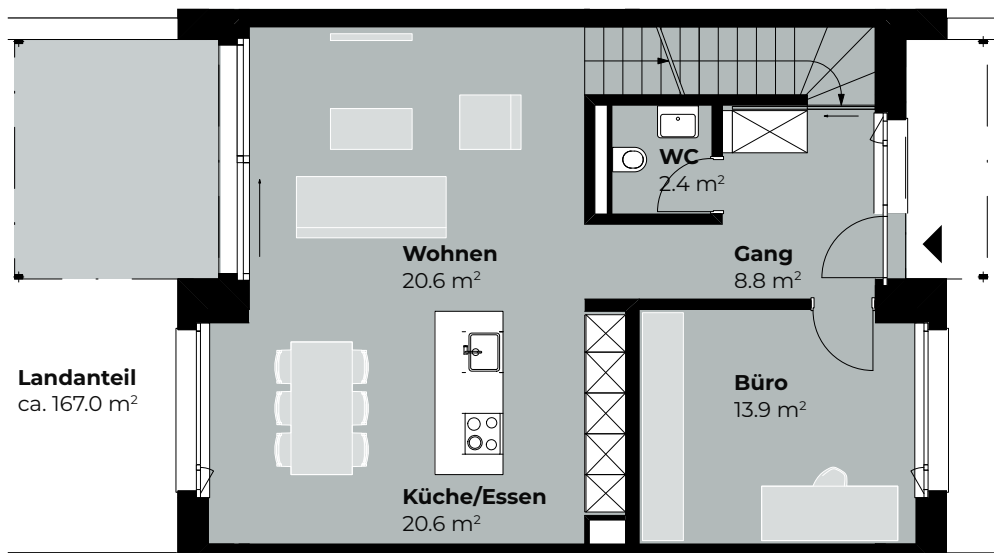 WC
2.4 m²
Wohnen
20.6 m²
Gang
8.8 m²
Landanteil
ca. 167.0 m²
Büro
13.9 m²
Küche/Essen
20.6 m²